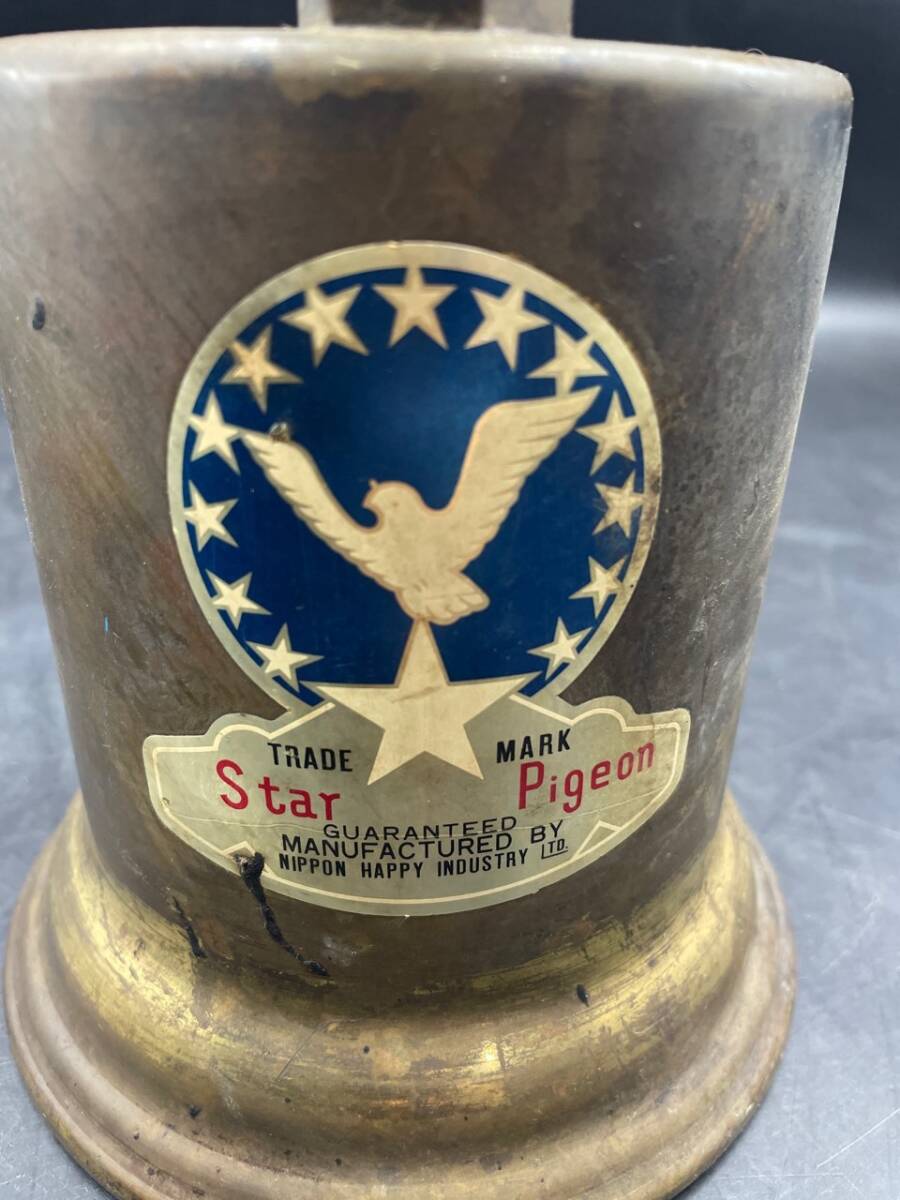 TRADE MARK
Star Pigeon
GUARANTEED
MANUFACTURED BY
NIPPON HAPPY INDUSTRY LTD.